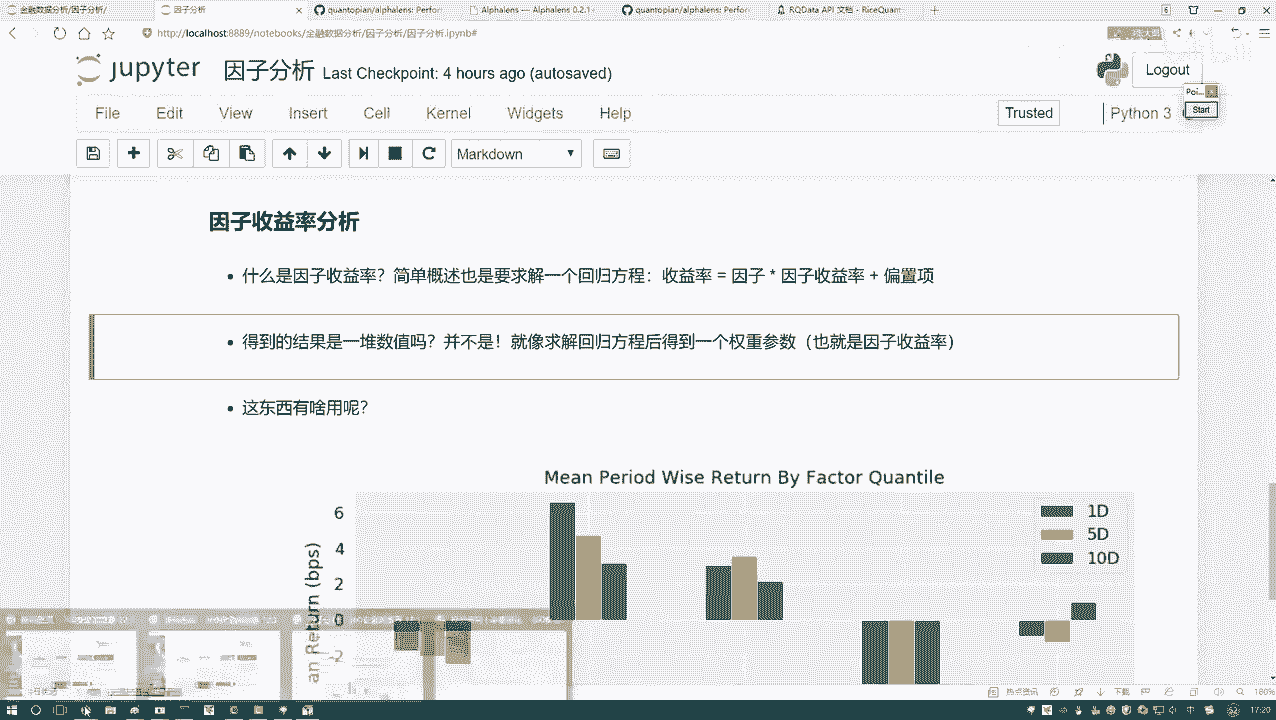 金融数据分析/因子分析/
因子分析
quantopian/alphalens: Perfor
Alphalens — Alphalens 0.2.1
quantopian/alphalens: Perfor
RQData API 文档 - RiceQuant
http://localhost:8889/notebooks/金融数据分析/因子分析/因子分析.ipynb#
jupyter 因子分析 Last Checkpoint: 4 hours ago (autosaved)
Logout
Poi...
Start
File Edit View Insert Cell Kernel Widgets Help
Trusted
Python 3
Markdown
因子收益率分析
什么是因子收益率？简单概述也是要求解一个回归方程：收益率 = 因子 * 因子收益率 + 偏置项
得到的结果是一堆数值吗？并不是！就像求解回归方程后得到一个权重参数（也就是因子收益率）
这东西有啥用呢？
Mean Period Wise Return By Factor Quantile
6
4
2
0
-2
an Return (bps)
1D
5D
10D
热点资讯
下载
160%
17:20